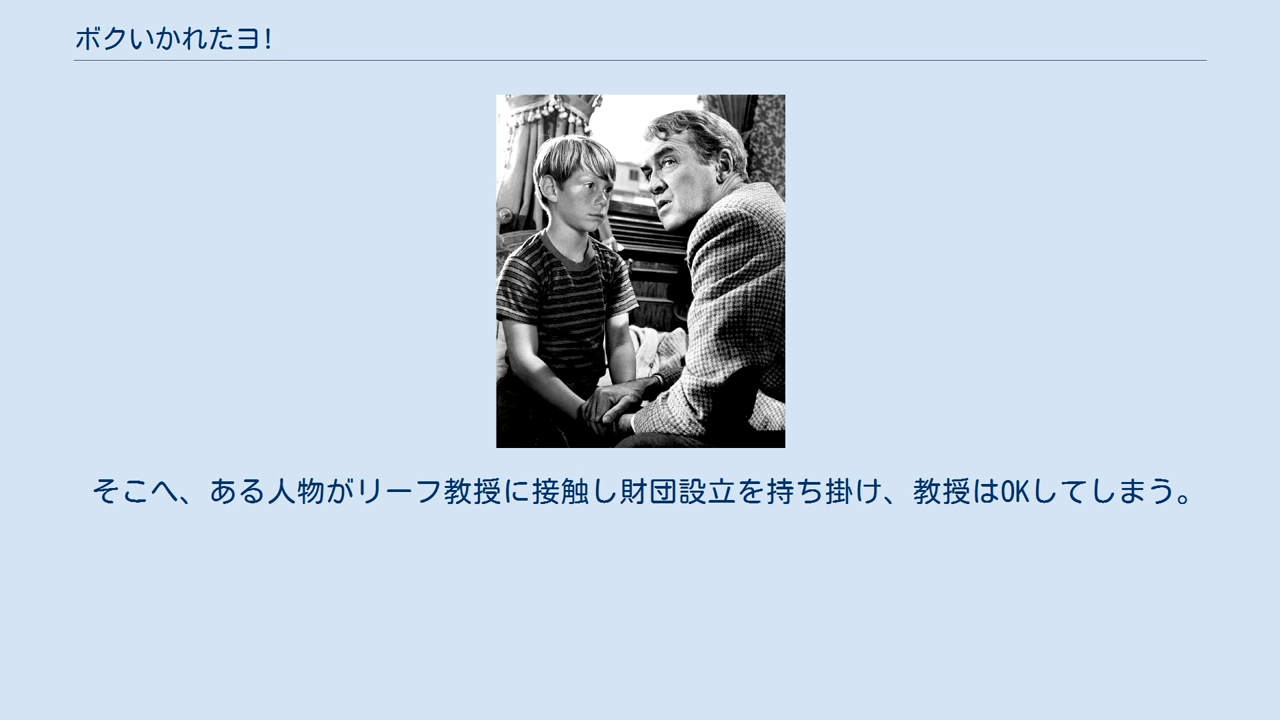 ボクいかれたヨ!
そこへ、ある人物がリーフ教授に接触し財団設立を持ち掛け、教授はOKしてしまう。